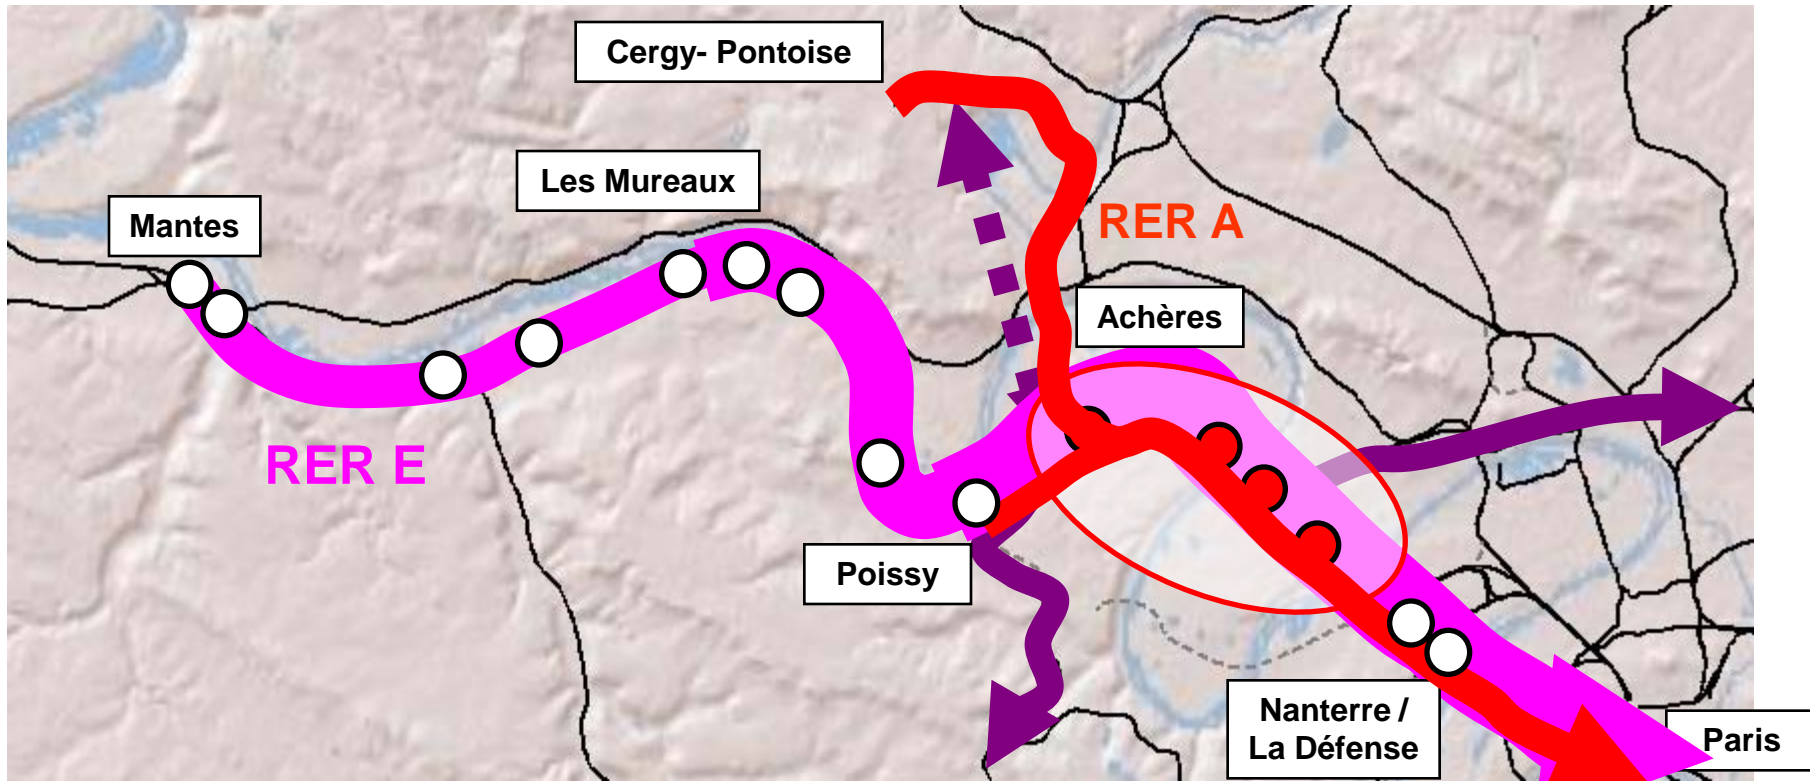 Cergy- Pontoise
Les Mureaux
Mantes
RER A
Achères
RER E
Poissy
Nanterre /
La Défense
Paris